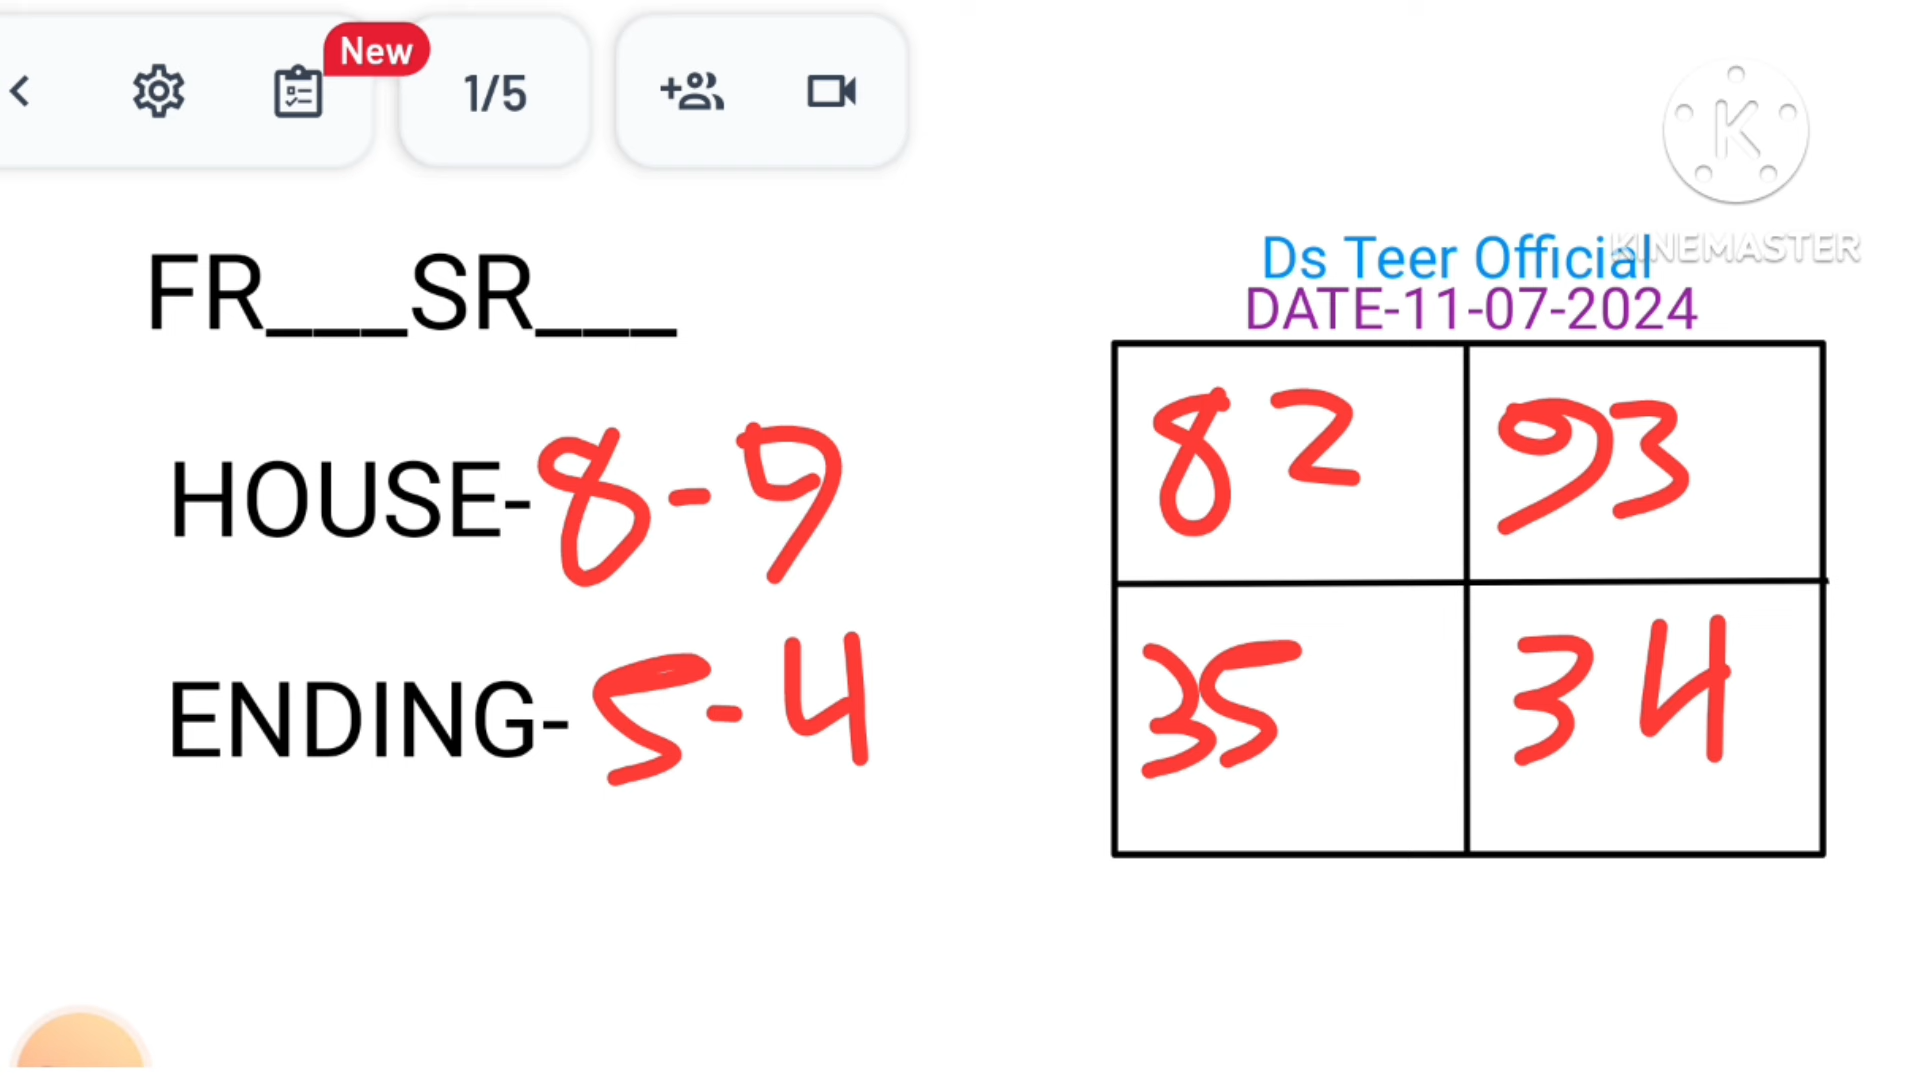 New
1/5
K
KINEMASTER
FR___SR___
Ds Teer Official
DATE-11-07-2024
HOUSE-8-9
ENDING-5-4
82 93
35 34